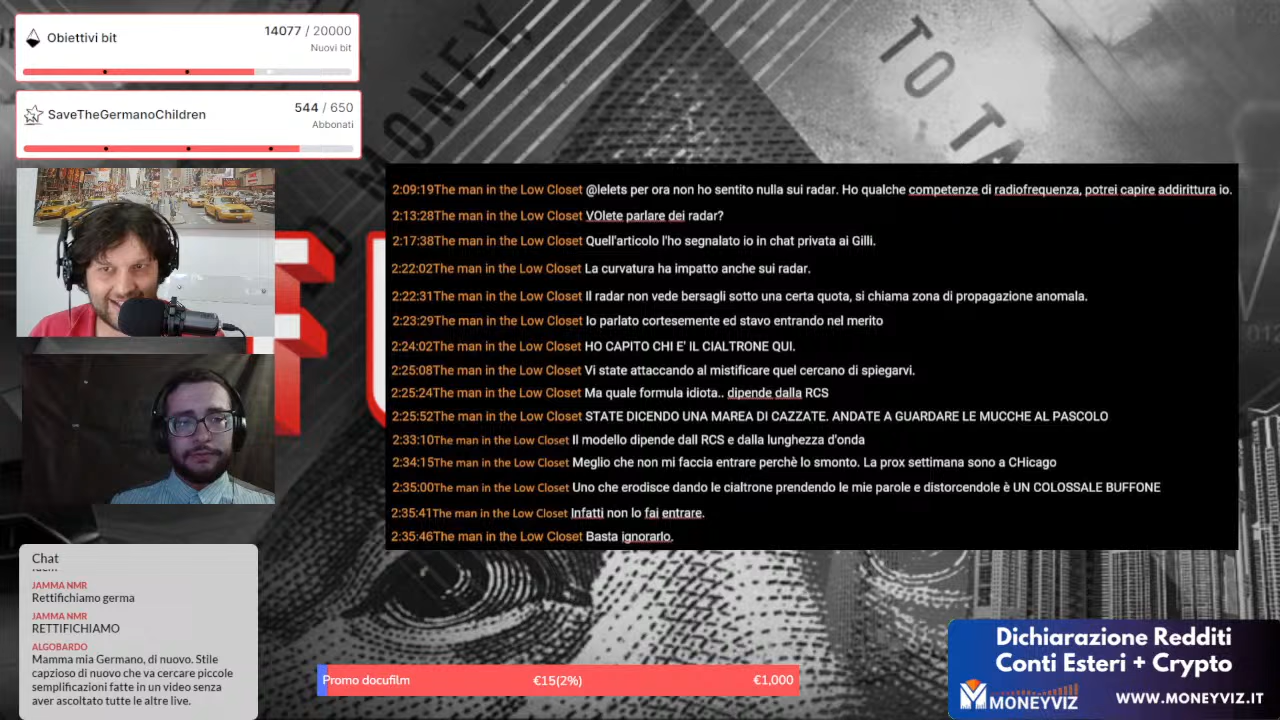 Obiettivi bit
14077 / 20000
Nuovi bit
SaveTheGermanoChildren
544 / 650
Abbonati
MONEY,
TO TA
2:09:19The man in the Low Closet @lelets per ora non ho sentito nulla sui radar. Ho qualche competenze di radiofrequenza, potrei capire addirittura io.
2:13:28The man in the Low Closet VOlete parlare dei radar?
2:17:38The man in the Low Closet Quell'articolo l'ho segnalato io in chat privata ai Gilli.
2:22:02The man in the Low Closet La curvatura ha impatto anche sui radar.
2:22:31The man in the Low Closet Il radar non vede bersagli sotto una certa quota, si chiama zona di propagazione anomala.
2:23:29The man in the Low Closet Io parlato cortesemente ed stavo entrando nel merito
2:24:02The man in the Low Closet HO CAPITO CHI E' IL CIALTRONE QUI.
2:25:08The man in the Low Closet Vi state attaccando al mistificare quel cercano di spiegarvi.
2:25:24The man in the Low Closet Ma quale formula idiota.. dipende dalla RCS
2:25:52The man in the Low Closet STATE DICENDO UNA MAREA DI CAZZATE. ANDATE A GUARDARE LE MUCCHE AL PASCOLO
2:33:10The man in the Low Closet Il modello dipende dall RCS e dalla lunghezza d'onda
2:34:15The man in the Low Closet Meglio che non mi faccia entrare perchè lo smonto. La prox settimana sono a CHicago
2:35:00The man in the Low Closet Uno che erodisce dando le cialtrone prendendo le mie parole e distorcendole è UN COLOSSALE BUFFONE
2:35:41The man in the Low Closet Infatti non lo fai entrare.
2:35:46The man in the Low Closet Basta ignorarlo.
Chat
JAMMA NMR
Rettifichiamo germa
JAMMA NMR
RETTIFICHIAMO
ALGOBARDO
Mamma mia Germano, di nuovo. Stile
capzioso di nuovo che va cercare piccole
semplificazioni fatte in un video senza
aver ascoltato tutte le altre live.
Promo docufilm
€15(2%)
€1,000
Dichiarazione Redditi
Conti Esteri + Crypto
MONEYVIZ
WWW.MONEYVIZ.IT